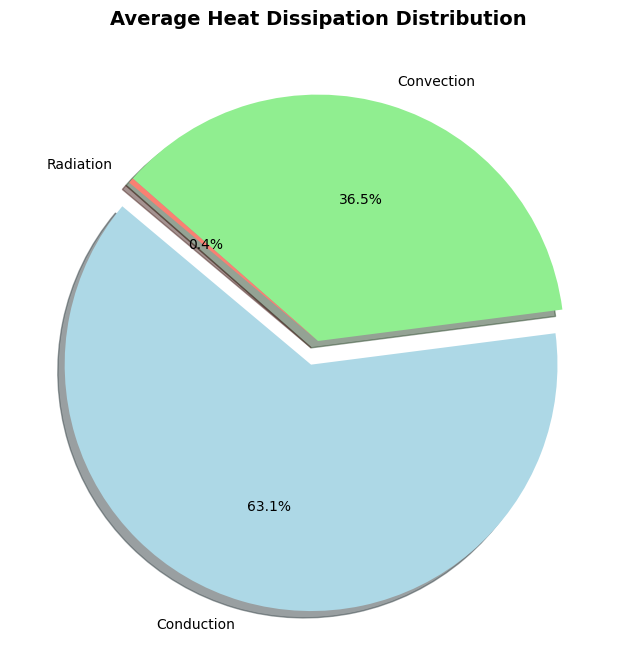 Average Heat Dissipation Distribution
Convection
Radiation
36.5%
0.4%
63.1%
Conduction